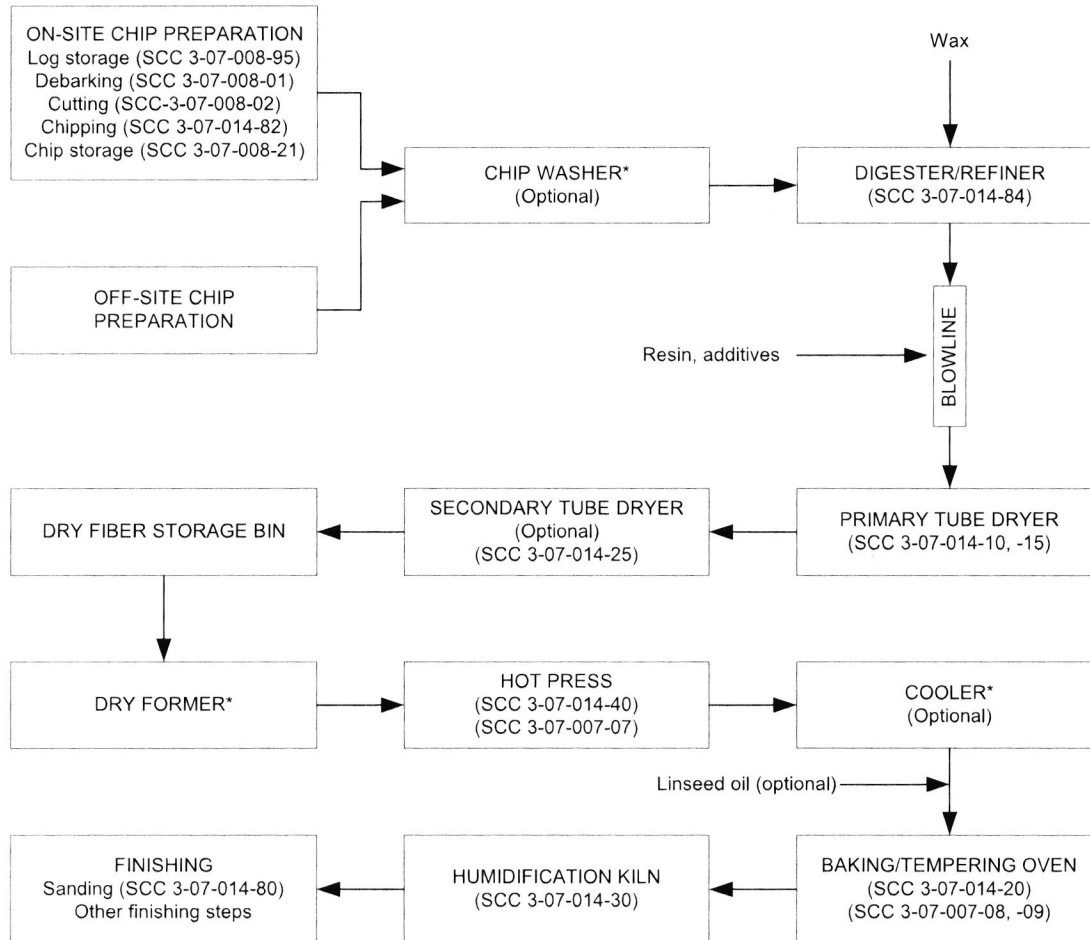 ON-SITE CHIP PREPARATION
Log storage (SCC 3-07-008-95)
Debarking (SCC 3-07-008-01)
Cutting (SCC-3-07-008-02)
Chipping (SCC 3-07-014-82)
Chip storage (SCC 3-07-008-21)
OFF-SITE CHIP
PREPARATION
CHIP WASHER*
(Optional)
Wax
DIGESTER/REFINER
(SCC 3-07-014-84)
Resin, additives
BLOWLINE
PRIMARY TUBE DRYER
(SCC 3-07-014-10, -15)
SECONDARY TUBE DRYER
(Optional)
(SCC 3-07-014-25)
DRY FIBER STORAGE BIN
DRY FORMER*
HOT PRESS
(SCC 3-07-014-40)
(SCC 3-07-007-07)
COOLER*
(Optional)
Linseed oil (optional)
BAKING/TEMPERING OVEN
(SCC 3-07-014-20)
(SCC 3-07-007-08, -09)
HUMIDIFICATION KILN
(SCC 3-07-014-30)
FINISHING
Sanding (SCC 3-07-014-80)
Other finishing steps